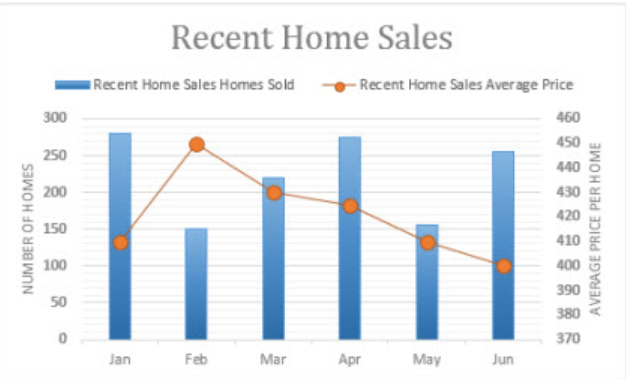 Recent Home Sales
Recent Home Sales Homes Sold Recent Home Sales Average Price
300 460
450
250 440
200 430
420
150 410
100 400
390
50 380
0 370
NUMBER OF HOMES
AVERAGE PRICE PER HOME
Jan Feb Mar Apr May Jun